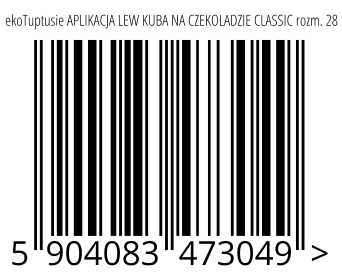 ekoTuptusie APLIKACJA LEW KUBA NA CZEKOLADZIE CLASSIC rozm. 28
5 904083 473049 >